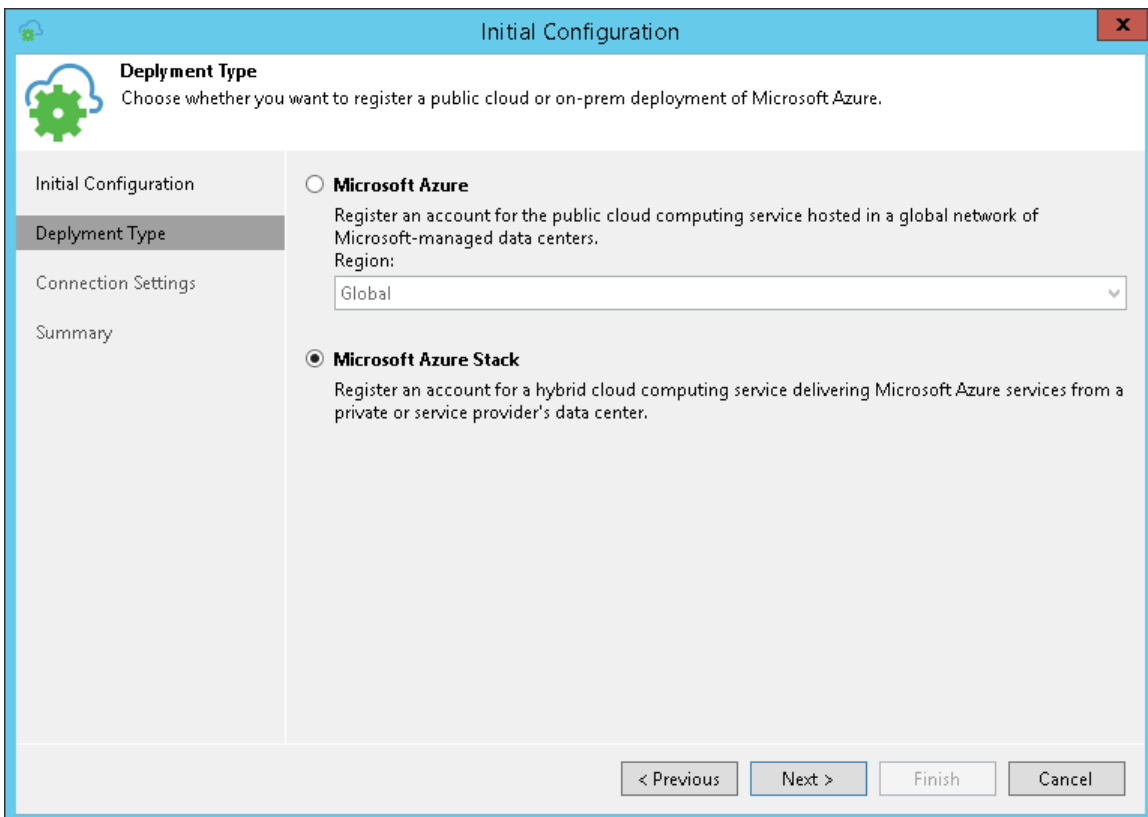 Initial Configuration
x
Deplyment Type
Choose whether you want to register a public cloud or on-prem deployment of Microsoft Azure.
Initial Configuration
Deplyment Type
Connection Settings
Summary
Microsoft Azure
Register an account for the public cloud computing service hosted in a global network of
Microsoft-managed data centers.
Region:
Global
Microsoft Azure Stack
Register an account for a hybrid cloud computing service delivering Microsoft Azure services from a
private or service provider's data center.
< Previous
Next >
Finish
Cancel